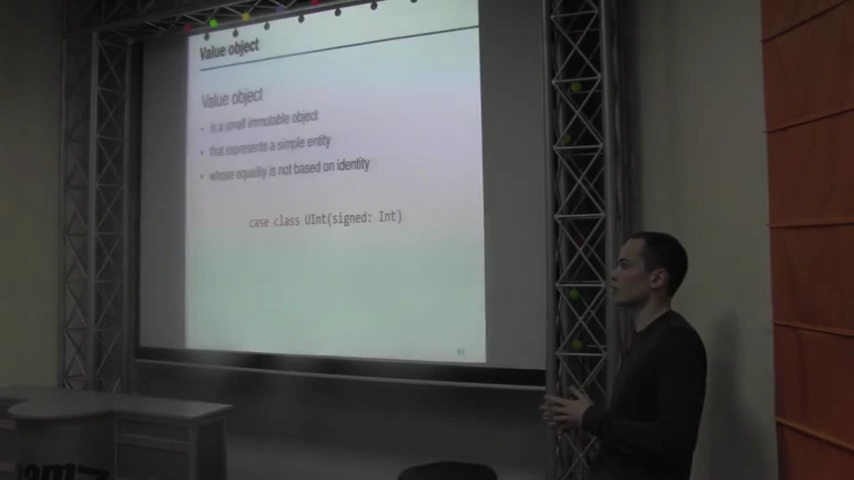 Value object
Value object
• is a small immutable object
• that represents a simple entity
• whose equality is not based on identity
case class UInt(signed: Int)